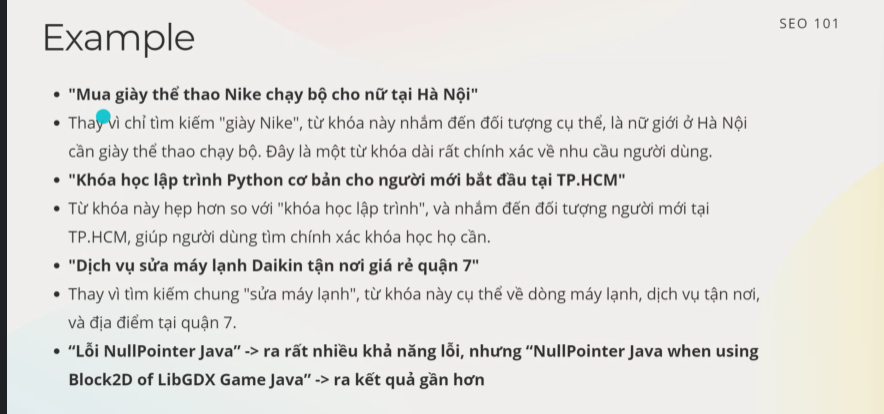 SEO 101
Example
• "Mua giày thể thao Nike chạy bộ cho nữ tại Hà Nội"
• Thay vì chỉ tìm kiếm "giày Nike", từ khóa này nhắm đến đối tượng cụ thể, là nữ giới ở Hà Nội
cần giày thể thao chạy bộ. Đây là một từ khóa dài rất chính xác về nhu cầu người dùng.
• "Khóa học lập trình Python cơ bản cho người mới bắt đầu tại TP.HCM"
• Từ khóa này hẹp hơn so với "khóa học lập trình", và nhắm đến đối tượng người mới tại
TP.HCM, giúp người dùng tìm chính xác khóa học họ cần.
• "Dịch vụ sửa máy lạnh Daikin tận nơi giá rẻ quận 7"
• Thay vì tìm kiếm chung "sửa máy lạnh", từ khóa này cụ thể về dòng máy lạnh, dịch vụ tận nơi,
và địa điểm tại quận 7.
• “Lỗi NullPointer Java” -> ra rất nhiều khả năng lỗi, nhưng “NullPointer Java when using
Block2D of LibGDX Game Java” -> ra kết quả gần hơn